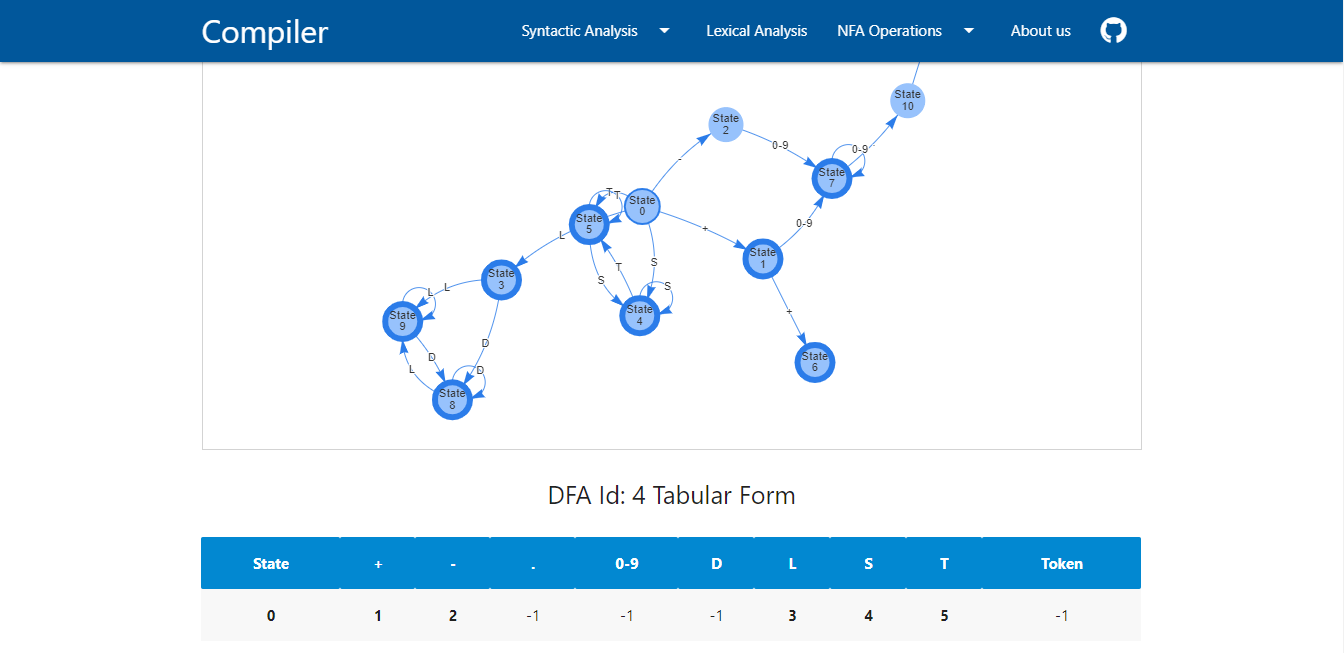 Compiler
Syntactic Analysis
Lexical Analysis
NFA Operations
About us
State
10
State
2
0-9
0-9
State
7
-
T
T
State
0
State
5
0-9
+
L
State
1
S
T
S
State
3
S
L
L
State
9
State
4
+
D
D
L
D
State
6
State
8
DFA Id: 4 Tabular Form
State + - . 0-9 D L S T Token
0 1 2 -1 -1 -1 3 4 5 -1